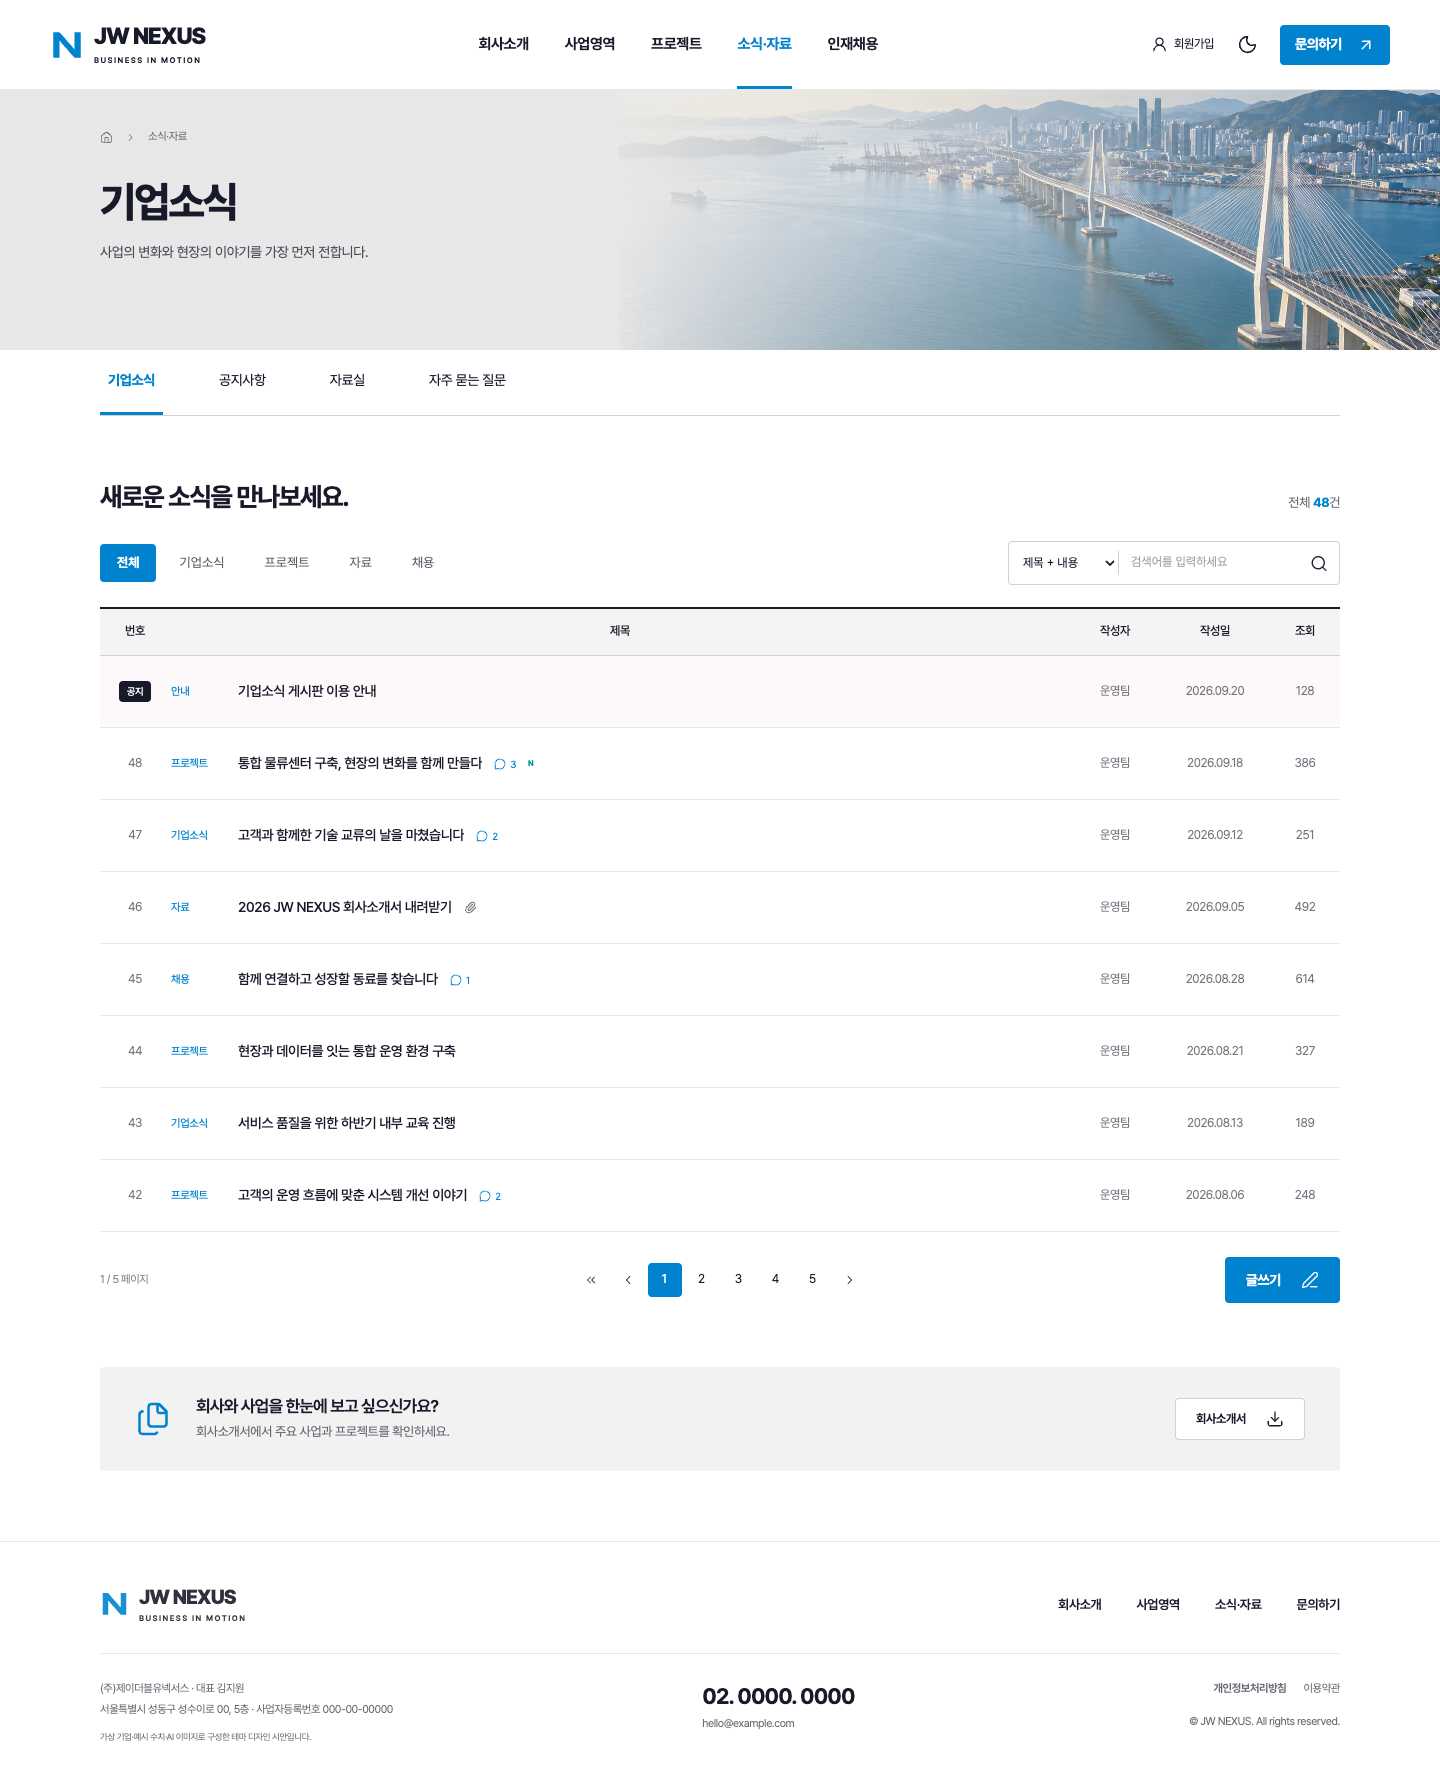 JW NEXUS
BUSINESS IN MOTION
회사소개 사업영역 프로젝트 소식·자료 인재채용
회원가입 문의하기
소식·자료
기업소식
사업의 변화와 현장의 이야기를 가장 먼저 전합니다.
기업소식 공지사항 자료실 자주 묻는 질문
새로운 소식을 만나보세요.
전체 48건
전체 기업소식 프로젝트 자료 채용
제목 + 내용 검색어를 입력하세요
번호 제목 작성자 작성일 조회
공지 안내 기업소식 게시판 이용 안내 운영팀 2026.09.20 128
48 프로젝트 통합 물류센터 구축, 현장의 변화를 함께 만들다 3 N 운영팀 2026.09.18 386
47 기업소식 고객과 함께한 기술 교류의 날을 마쳤습니다 2 운영팀 2026.09.12 251
46 자료 2026 JW NEXUS 회사소개서 내려받기 운영팀 2026.09.05 492
45 채용 함께 연결하고 성장할 동료를 찾습니다 1 운영팀 2026.08.28 614
44 프로젝트 현장과 데이터를 잇는 통합 운영 환경 구축 운영팀 2026.08.21 327
43 기업소식 서비스 품질을 위한 하반기 내부 교육 진행 운영팀 2026.08.13 189
42 프로젝트 고객의 운영 흐름에 맞춘 시스템 개선 이야기 2 운영팀 2026.08.06 248
1 / 5 페이지 « ‹ 1 2 3 4 5 › 글쓰기
회사와 사업을 한눈에 보고 싶으신가요?
회사소개서에서 주요 사업과 프로젝트를 확인하세요.
회사소개서
JW NEXUS
BUSINESS IN MOTION
회사소개 사업영역 소식·자료 문의하기
(주)제이더블유넥서스 · 대표 김지원
서울특별시 성동구 성수이로 00, 5층 · 사업자등록번호 000-00-00000
가상 기업·예시 수치·AI 이미지로 구성한 테마 디자인 시안입니다.
02. 0000. 0000
hello@example.com
개인정보처리방침 이용약관
© JW NEXUS. All rights reserved.